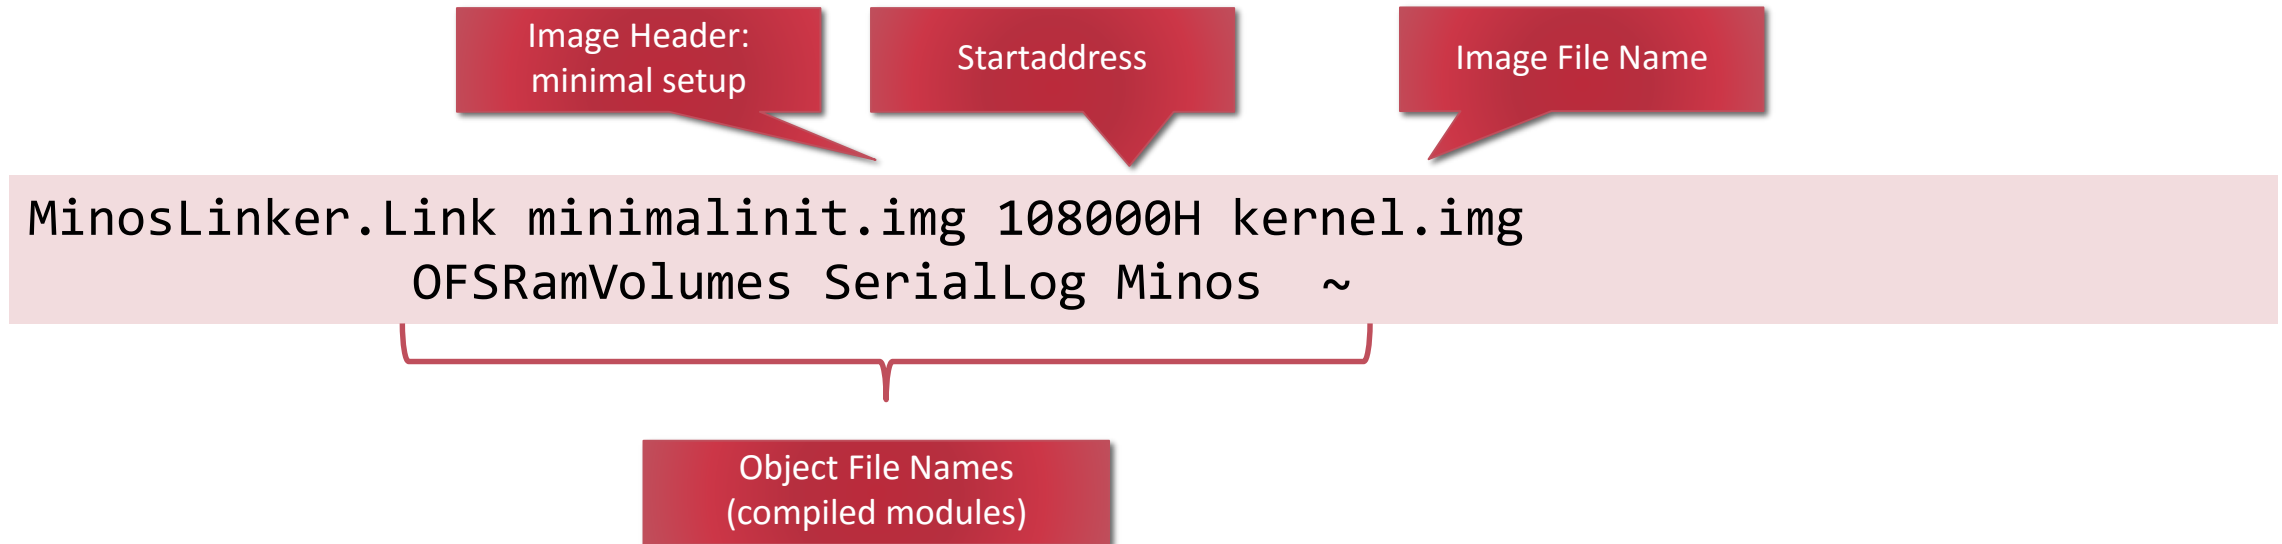 Image Header:
minimal setup
Startaddress
Image File Name
MinosLinker.Link minimalinit.img 108000H kernel.img
OFSRamVolumes SerialLog Minos  ~
Object File Names
(compiled modules)